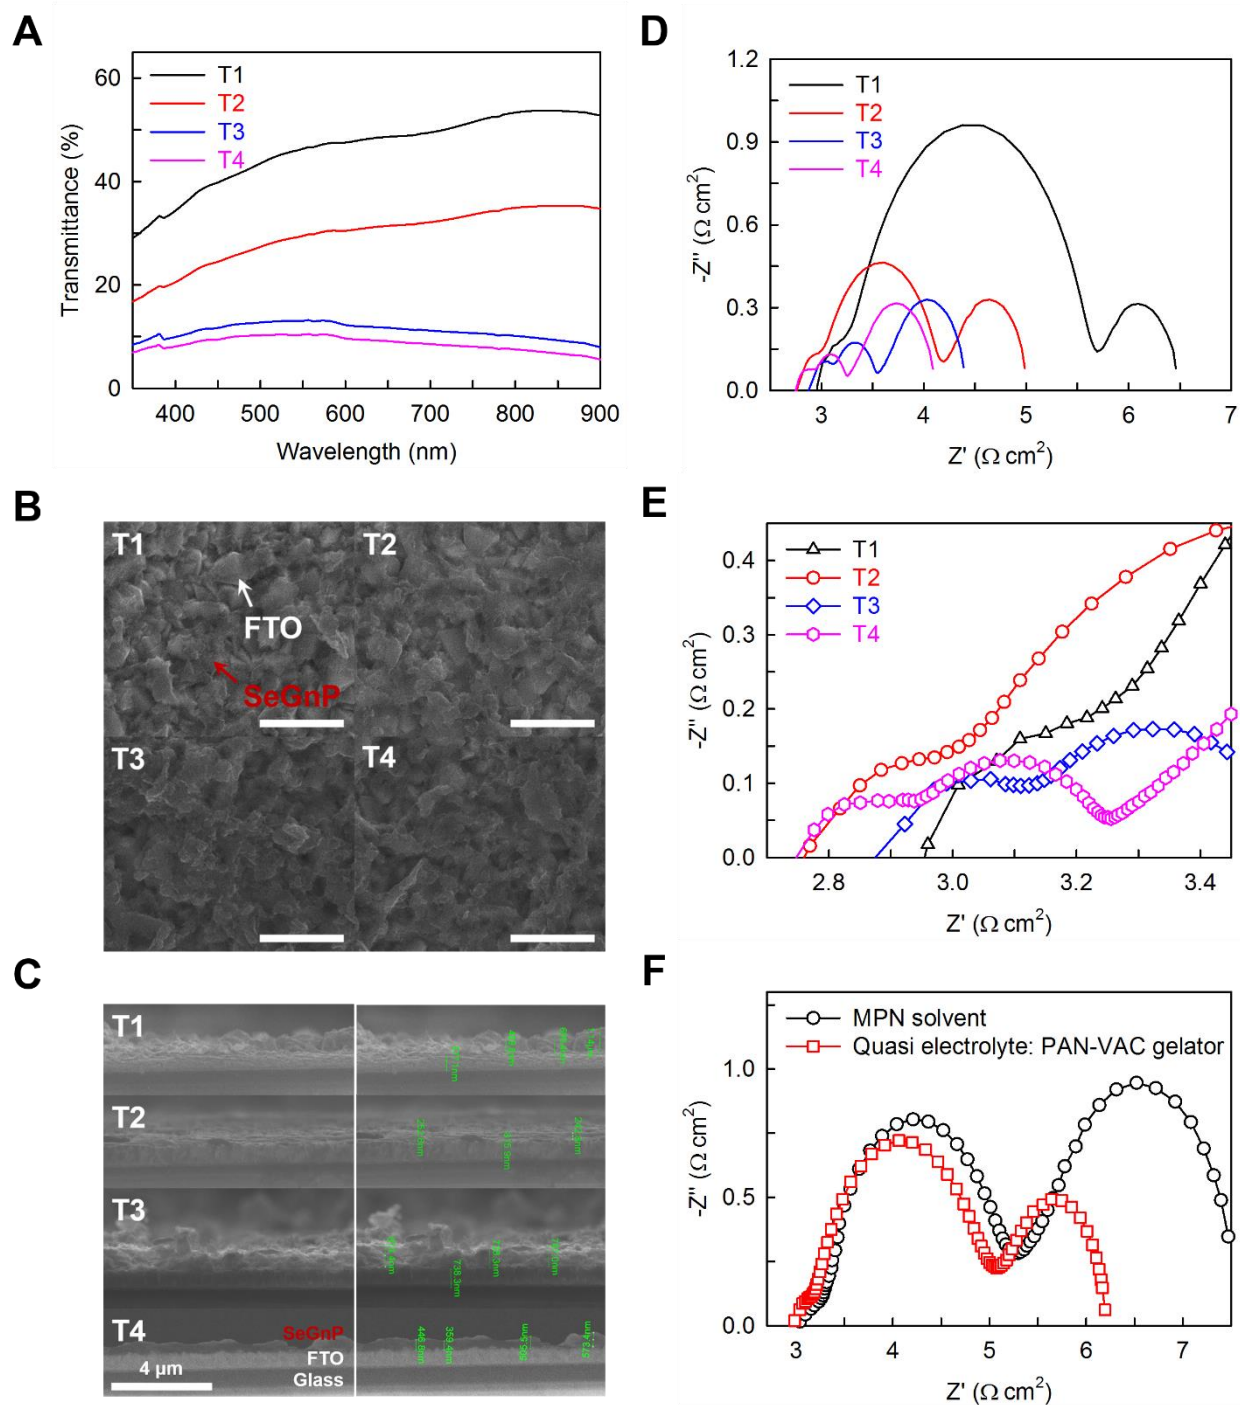 A
T1
T2
T3
T4
Transmittance (%)
60
40
20
0
400 500 600 700 800 900
Wavelength (nm)
B
T1
T2
FTO
SeGnP
T3
T4
C
T1
T2
T3
738.3nm
T4
SeGnP
FTO
Glass
4 µm
D
T1
T2
T3
T4
-Z'' (Ω cm²)
1.2
0.9
0.6
0.3
0.0
3 4 5 6 7
Z' (Ω cm²)
E
T1
T2
T3
T4
-Z'' (Ω cm²)
0.4
0.3
0.2
0.1
0.0
2.8 3.0 3.2 3.4
Z' (Ω cm²)
F
MPN solvent
Quasi electrolyte: PAN-VAC gelator
-Z'' (Ω cm²)
1.0
0.5
0.0
3 4 5 6 7
Z' (Ω cm²)